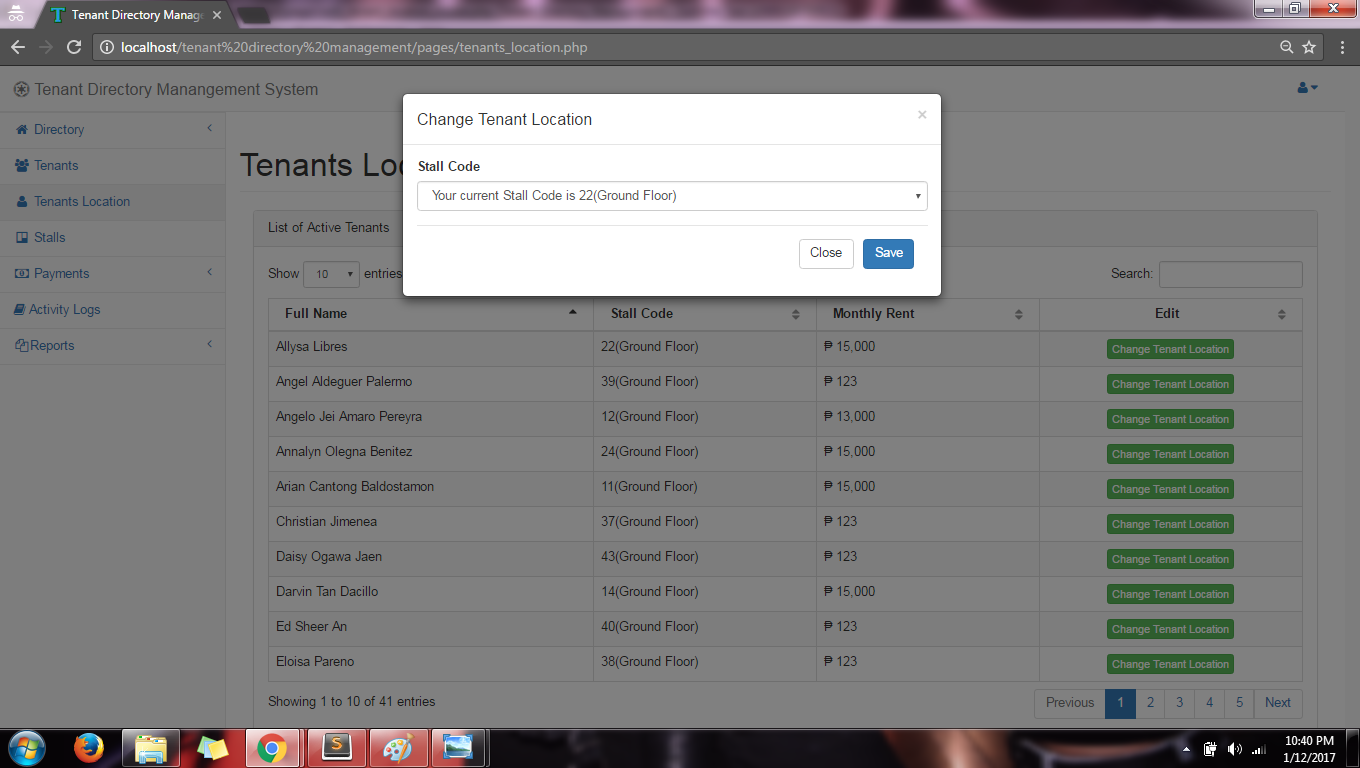 Tenant Directory Manag
localhost/tenant%20directory%20management/pages/tenants_location.php
Tenant Directory Manangement System
Directory
Tenants
Tenants Location
Stalls
Payments
Activity Logs
Reports
Tenants Lo
Change Tenant Location
×
Stall Code
Your current Stall Code is 22(Ground Floor)
Close Save
List of Active Tenants
Show 10 entries
Search:
Full Name Stall Code Monthly Rent Edit
Allysa Libres 22(Ground Floor) ₱ 15,000 Change Tenant Location
Angel Aldeguer Palermo 39(Ground Floor) ₱ 123 Change Tenant Location
Angelo Jei Amaro Pereyra 12(Ground Floor) ₱ 13,000 Change Tenant Location
Annalyn Olegna Benitez 24(Ground Floor) ₱ 15,000 Change Tenant Location
Arian Cantong Baldostamon 11(Ground Floor) ₱ 15,000 Change Tenant Location
Christian Jimenea 37(Ground Floor) ₱ 123 Change Tenant Location
Daisy Ogawa Jaen 43(Ground Floor) ₱ 123 Change Tenant Location
Darvin Tan Dacillo 14(Ground Floor) ₱ 15,000 Change Tenant Location
Ed Sheer An 40(Ground Floor) ₱ 123 Change Tenant Location
Eloisa Pareno 38(Ground Floor) ₱ 123 Change Tenant Location
Showing 1 to 10 of 41 entries
Previous 1 2 3 4 5 Next
10:40 PM
1/12/2017